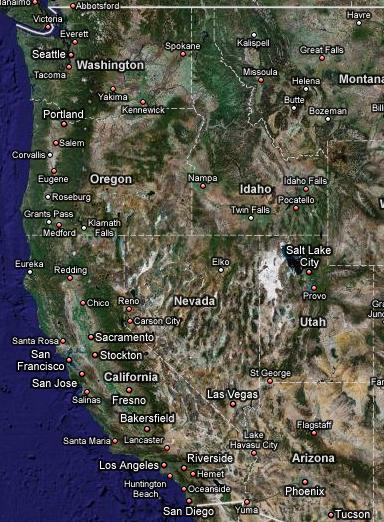 Abbotsford
Victoria
Everett
Seattle
Tacoma
Washington
Spokane
Kalispell
Havre
Great Falls
Missoula
Helena
Montana
Butte
Bozeman
Yakima
Kennewick
Portland
Salem
Corvallis
Eugene
Oregon
Roseburg
Grants Pass
Medford
Klamath
Falls
Nampa
Idaho
Idaho Falls
Pocatello
Twin Falls
Eureka
Redding
Elko
Salt Lake
City
Provo
Chico
Reno
Carson City
Nevada
Utah
Santa Rosa
Sacramento
San
Francisco
Stockton
San Jose
California
Salinas
Fresno
St George
Las Vegas
Bakersfield
Santa Maria
Lancaster
Lake
Havasu City
Flagstaff
Los Angeles
Riverside
Hemet
Arizona
Huntington
Beach
Oceanside
Phoenix
San Diego
Yuma
Tucson